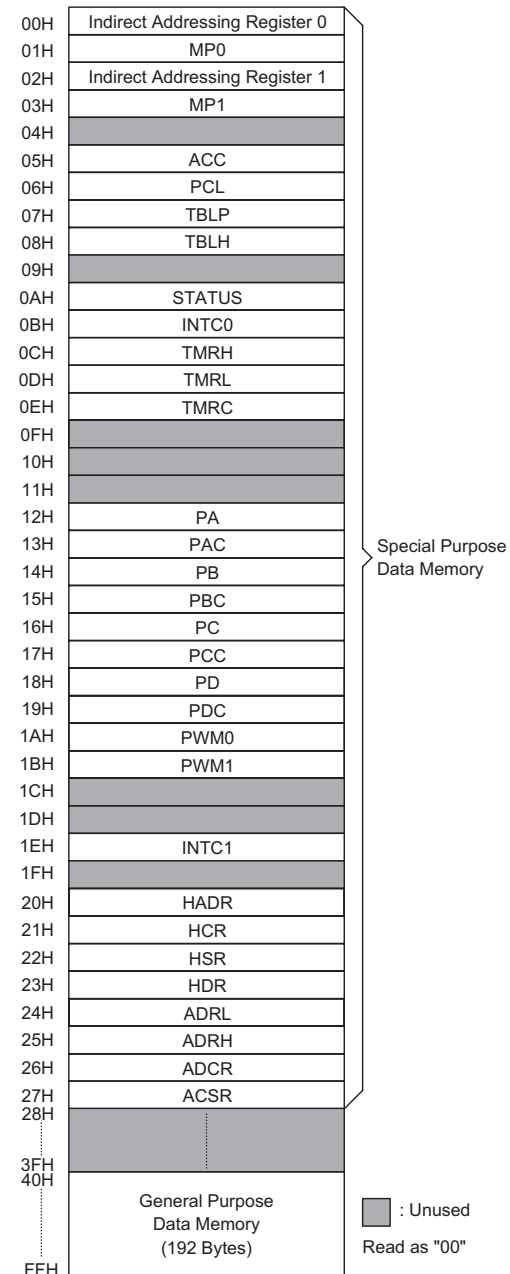 00H Indirect Addressing Register 0
01H MP0
02H Indirect Addressing Register 1
03H MP1
04H
05H ACC
06H PCL
07H TBLP
08H TBLH
09H
0AH STATUS
0BH INTC0
0CH TMRH
0DH TMRL
0EH TMRC
0FH
10H
11H
12H PA
13H PAC
14H PB
15H PBC
16H PC
17H PCC
18H PD
19H PDC
1AH PWM0
1BH PWM1
1CH
1DH
1EH INTC1
1FH
20H HADR
21H HCR
22H HSR
23H HDR
24H ADRL
25H ADRH
26H ADCR
27H ACSR
28H
3FH
40H
FFH
Special Purpose
Data Memory
General Purpose
Data Memory
(192 Bytes)
: Unused
Read as "00"